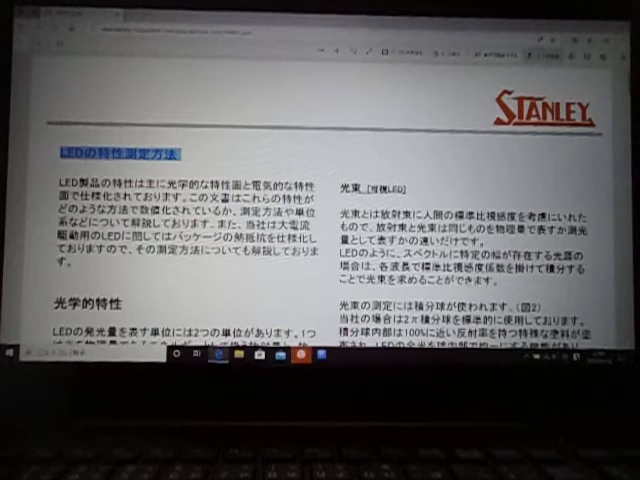 STANLEY
LEDの特性測定方法
LED製品の特性は主に光学的な特性面と電気的な特性
面で仕様化されております。この文書はこれらの特性が
どのような方法で数値化されているか、測定方法や単位
系などについて解説しております。また、当社は大電流
駆動用のLEDに関してはパッケージの熱抵抗を仕様化し
ておりますので、その測定方法についても解説しておりま
す。
光学的特性
LEDの発光量を表す単位には2つの単位があります。1つ
光束 [可視LED]
光束とは放射束に人間の標準比視感度を考慮にいれた
もので、放射束と光束は同じものを物理量で表すか測光
量として表すかの違いだけです。
LEDのように、スペクトルに特定の幅が存在する光源の
場合は、各波長で標準比視感度係数を掛けて積分する
ことで光束を求めることができます。
光束の測定には積分球が使われます。(図2)
当社の場合は2π積分球を標準的に使用しております。
積分球内部は100%に近い反射率を持つ特殊な塗料が塗